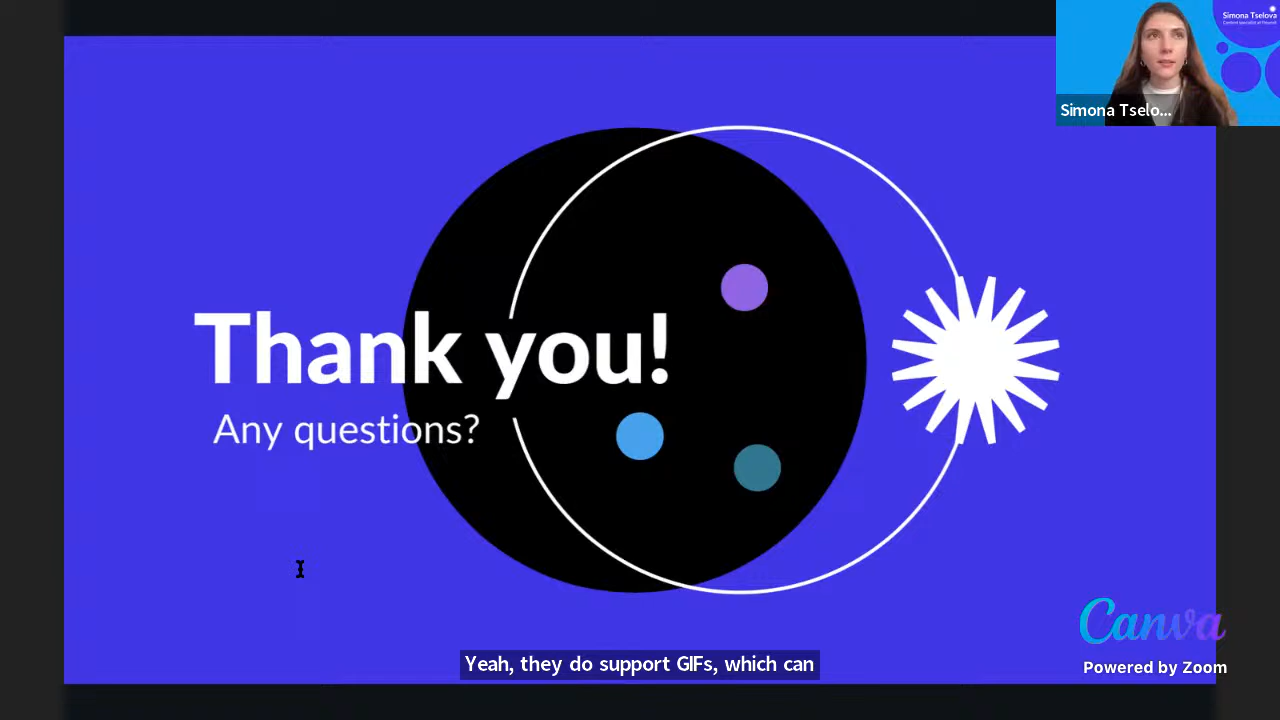 Simona Tselova
Simona Tselo...
Thank you!
Any questions?
Canva
Powered by Zoom
Yeah, they do support GIFs, which can